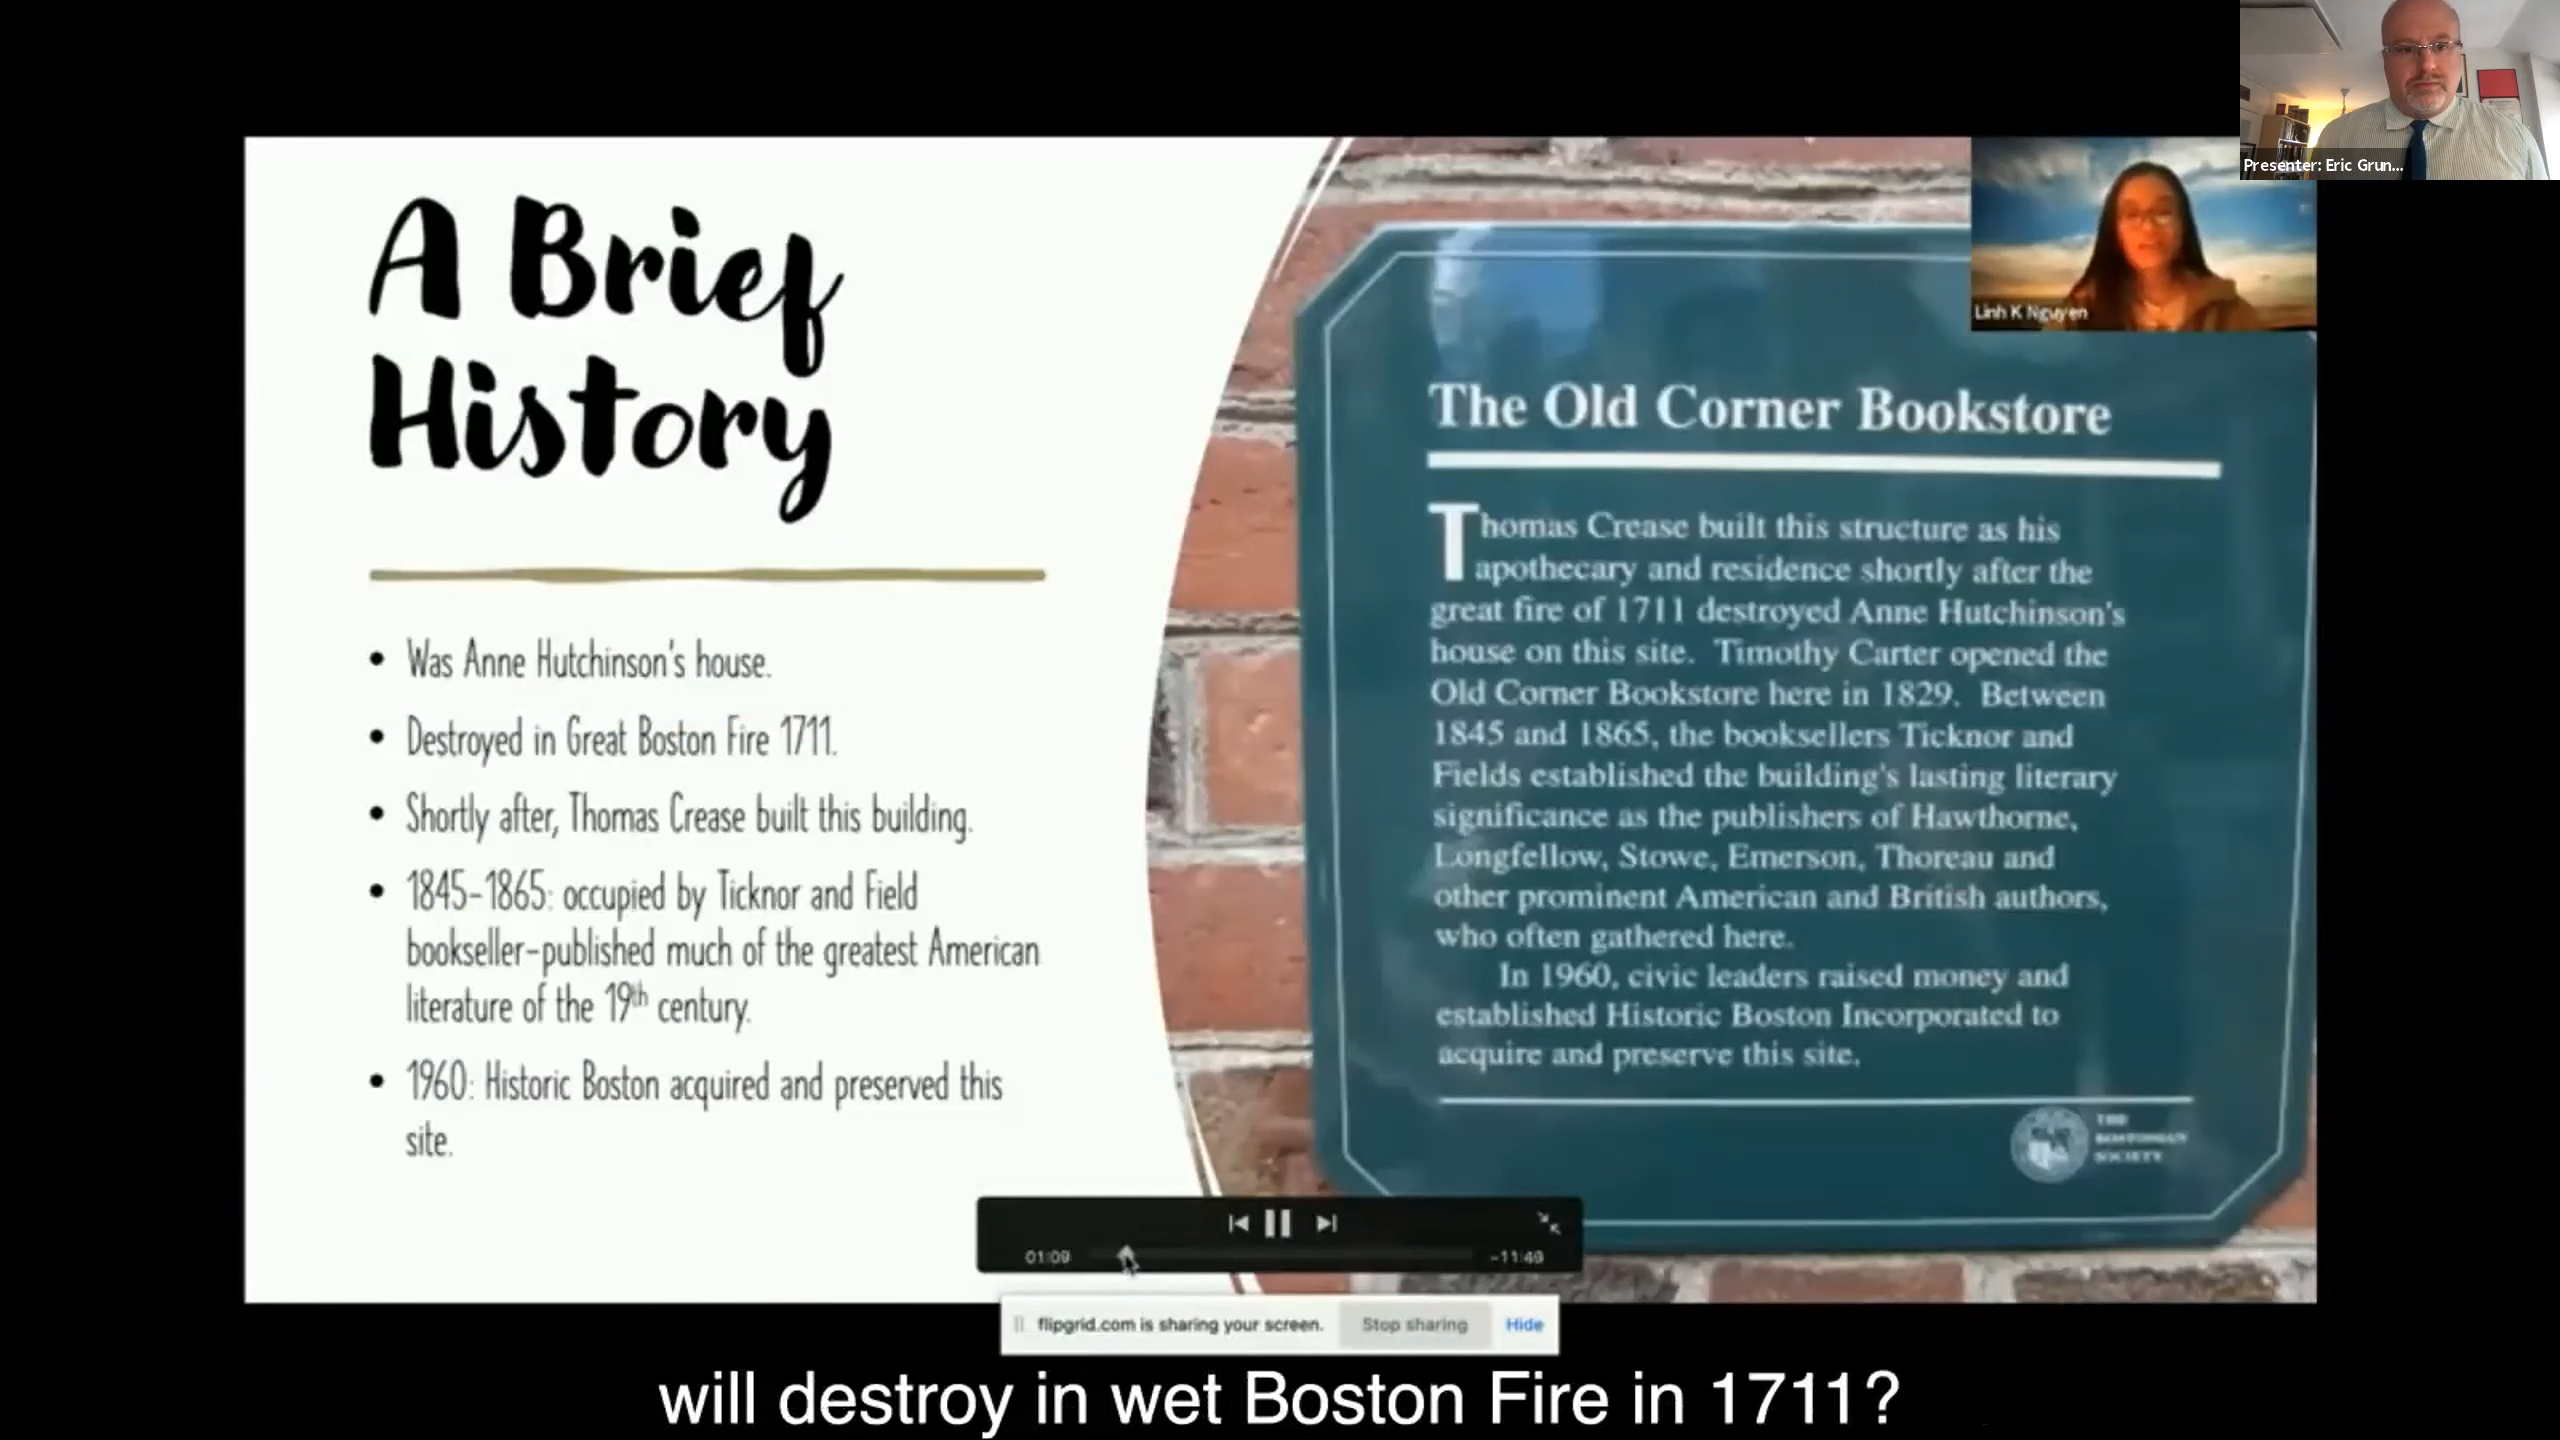 Presenter: Eric Grun...
Linh K Nguyen
A Brief
History
• Was Anne Hutchinson's house.
• Destroyed in Great Boston Fire 1711.
• Shortly after, Thomas Crease built this building.
• 1845-1865: occupied by Ticknor and Field
bookseller-published much of the greatest American
literature of the 19th century.
• 1960: Historic Boston acquired and preserved this
site.
The Old Corner Bookstore
Thomas Crease built this structure as his
apothecary and residence shortly after the
great fire of 1711 destroyed Anne Hutchinson's
house on this site. Timothy Carter opened the
Old Corner Bookstore here in 1829. Between
1845 and 1865, the booksellers Ticknor and
Fields established the building's lasting literary
significance as the publishers of Hawthorne,
Longfellow, Stowe, Emerson, Thoreau and
other prominent American and British authors,
who often gathered here.
In 1960, civic leaders raised money and
established Historic Boston Incorporated to
acquire and preserve this site.
THE
BOSTONIAN
SOCIETY
01:09
-11:49
flipgrid.com is sharing your screen. Stop sharing Hide
will destroy in wet Boston Fire in 1711?